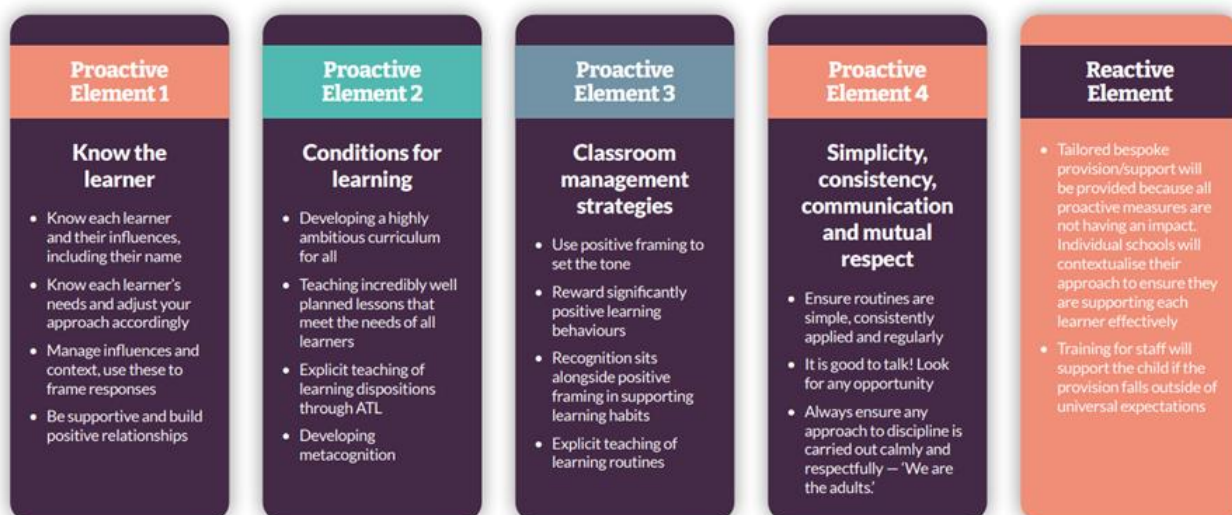 Proactive
Element 1
Know the
learner
• Know each learner
and their influences,
including their name
• Know each learner's
needs and adjust your
approach accordingly
• Manage influences and
context, use these to
frame responses
• Be supportive and build
positive relationships
Proactive
Element 2
Conditions for
learning
• Developing a highly
ambitious curriculum
for all
• Teaching incredibly well
planned lessons that
meet the needs of all
learners
• Explicit teaching of
learning dispositions
through ATL
• Developing
metacognition
Proactive
Element 3
Classroom
management
strategies
• Use positive framing to
set the tone
• Reward significantly
positive learning
behaviours
• Recognition sits
alongside positive
framing in supporting
learning habits
• Explicit teaching of
learning routines
Proactive
Element 4
Simplicity,
consistency,
communication
and mutual
respect
• Ensure routines are
simple, consistently
applied and regularly
• It is good to talk! Look
for any opportunity
• Always ensure any
approach to discipline is
carried out calmly and
respectfully — 'We are
the adults.'
Reactive
Element
• Tailored bespoke
provision/support will
be provided because all
proactive measures are
not having an impact.
Individual schools will
contextualise their
approach to ensure they
are supporting each
learner effectively
• Training for staff will
support the child if the
provision falls outside of
universal expectations